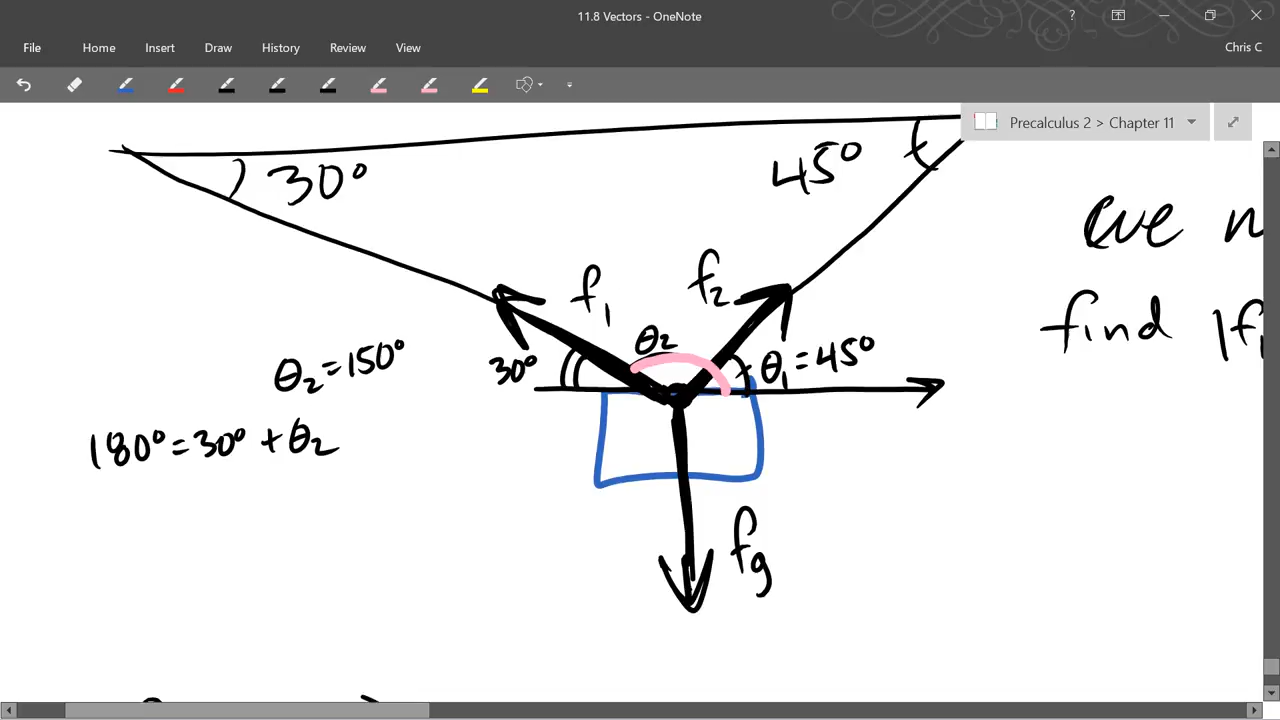 11.8 Vectors - OneNote
?
File Home Insert Draw History Review View
Chris C
Precalculus 2 > Chapter 11
30°
45°
we n
find |f₁
f₁
f₂
θ₂
30°
θ₁ = 45°
θ₂ = 150°
180° = 30° + θ₂
fg